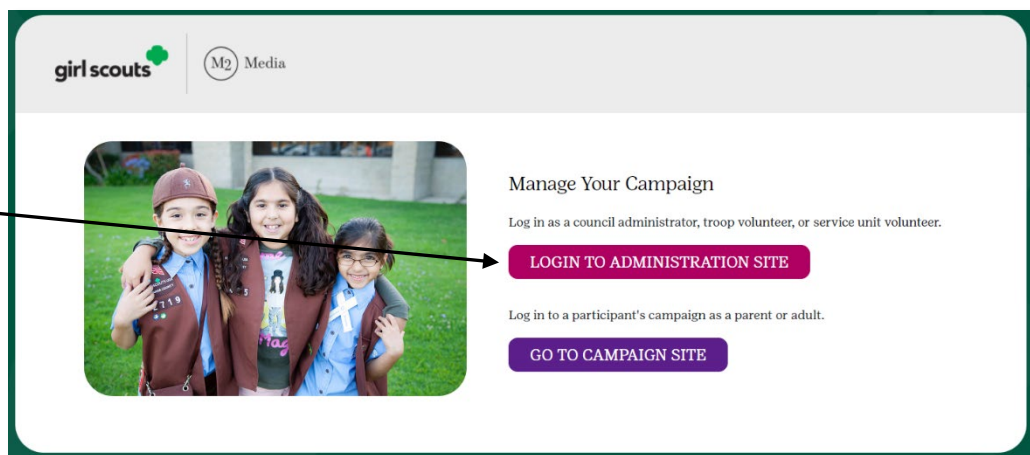 girl scouts
M2 Media
Manage Your Campaign
Log in as a council administrator, troop volunteer, or service unit volunteer.
LOGIN TO ADMINISTRATION SITE
Log in to a participant's campaign as a parent or adult.
GO TO CAMPAIGN SITE